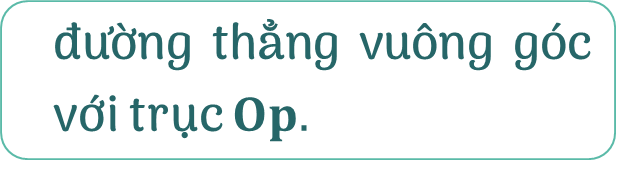 đường thẳng vuông góc
với trục Op.